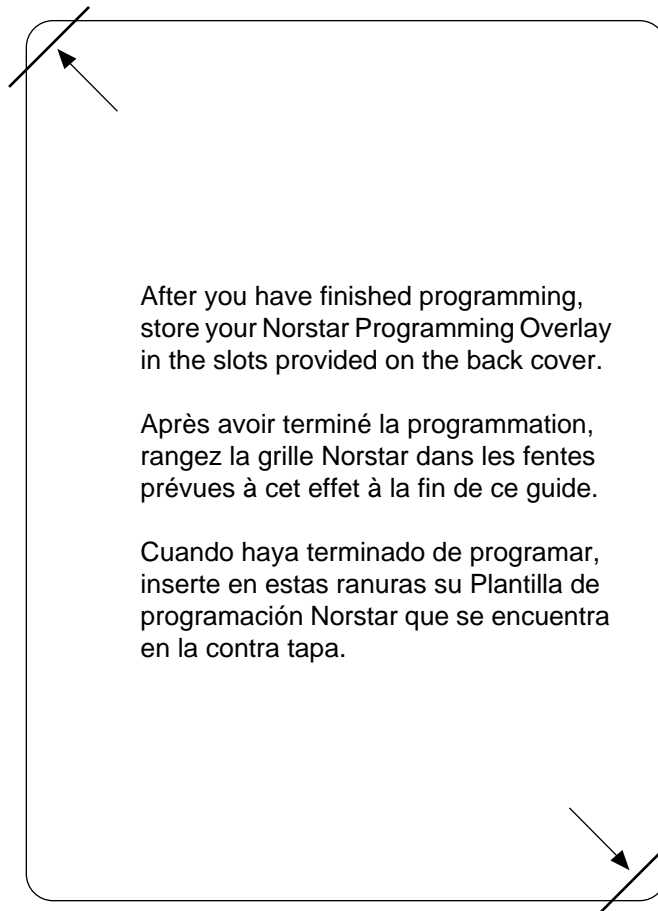 After you have finished programming,
store your Norstar Programming Overlay
in the slots provided on the back cover.
Après avoir terminé la programmation,
rangez la grille Norstar dans les fentes
prévues à cet effet à la fin de ce guide.
Cuando haya terminado de programar,
inserte en estas ranuras su Plantilla de
programación Norstar que se encuentra
en la contra tapa.